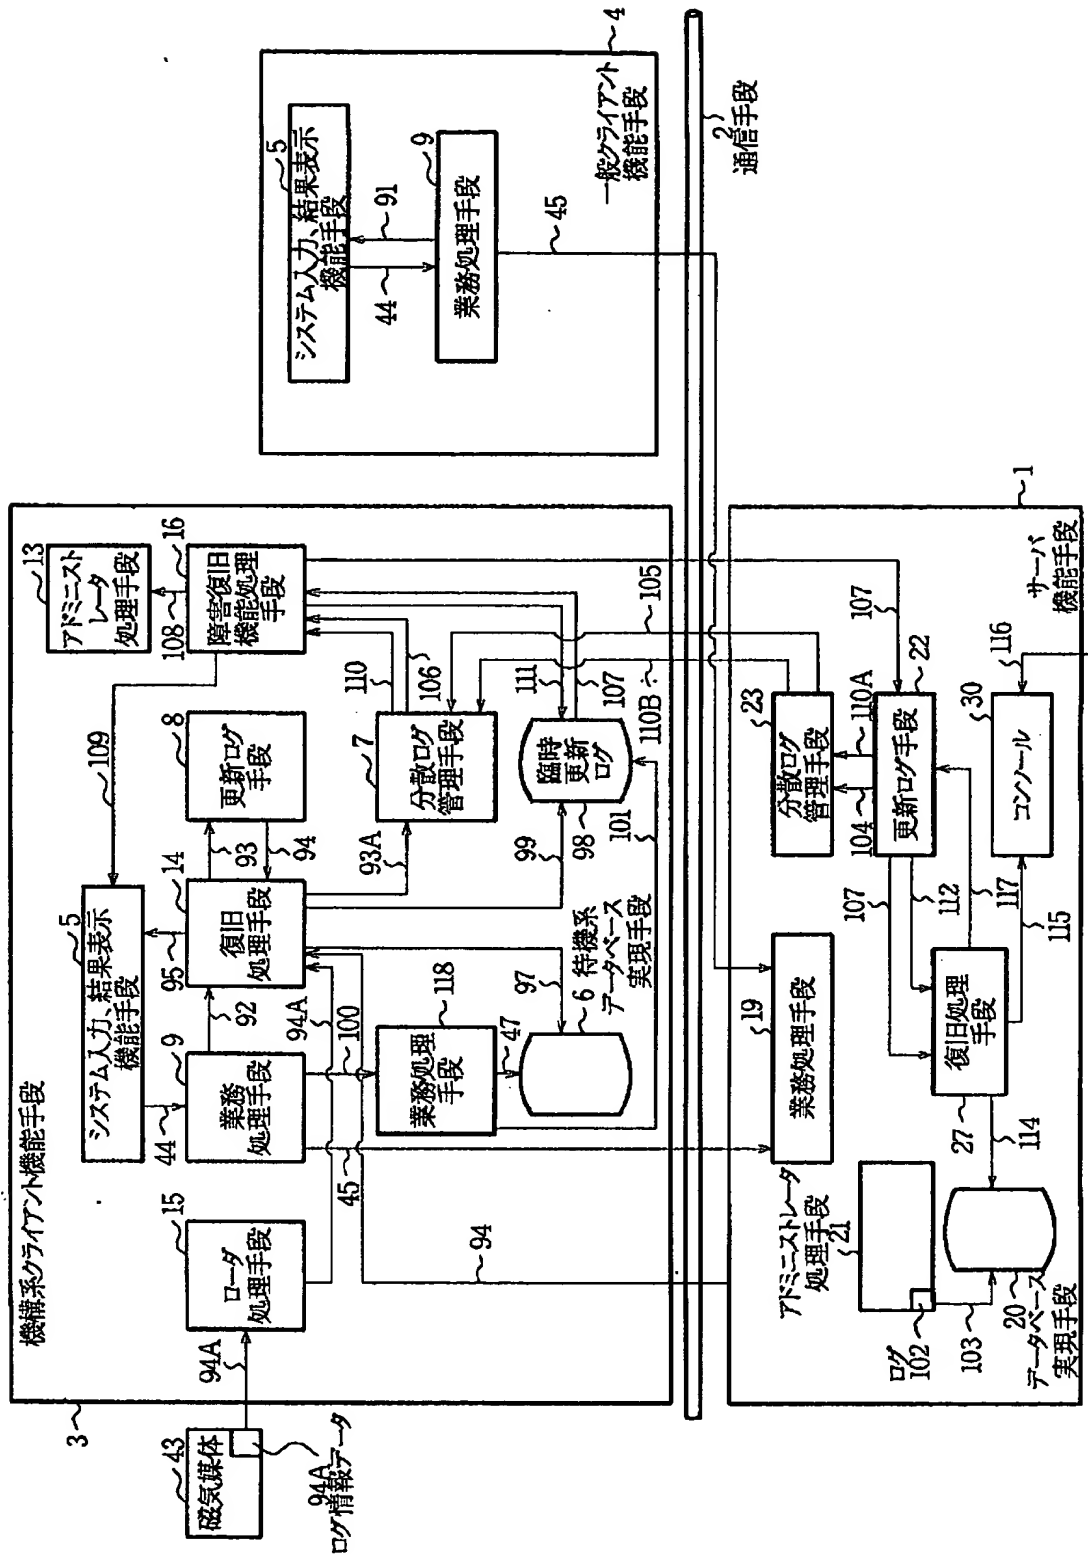 機構系クライアント機能手段
3
43
磁気媒体
94A
ログ情報データ
94A
15
ローダ
処理手段
5
システム入力、結果表示
機能手段
44
95
109
9
業務
処理手段
92
14
復旧
処理手段
93
94
8
更新ログ
手段
13
アドミニスト
レータ
処理手段
108
16
障害復旧
機能処理
手段
94A
100
45
118
業務処理
手段
47
93A
7
分散ログ
管理手段
110
106
97
6 待機系
データベース
実現手段
99
98
臨時
更新
ログ
101
111
107
94
110B
105
4
一般クライアント
機能手段
5
システム入力、結果表示
機能手段
44
91
9
業務処理手段
45
2
通信手段
1
サーバ
機能手段
アドミニストレータ
処理手段
21
ログ
102
103
20
データベース
実現手段
19
業務処理手段
27
復旧処理
手段
114
107
112
117
115
23
分散ログ
管理手段
104
110A
22
更新ログ手段
107
30
コンソール
116